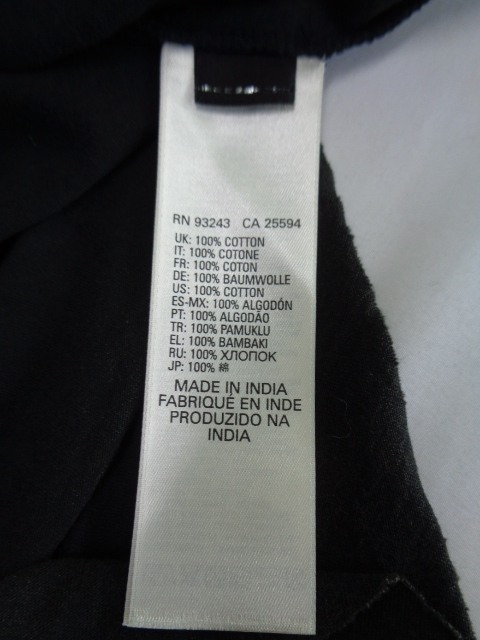 RN 93243 CA 25594
UK: 100% COTTON
IT: 100% COTONE
FR: 100% COTON
DE: 100% BAUMWOLLE
US: 100% COTTON
ES-MX: 100% ALGODÓN
PT: 100% ALGODÃO
TR: 100% PAMUKLU
EL: 100% BAMBAKI
RU: 100% ХЛОПОК
JP: 100% 綿
MADE IN INDIA
FABRIQUÉ EN INDE
PRODUZIDO NA
INDIA